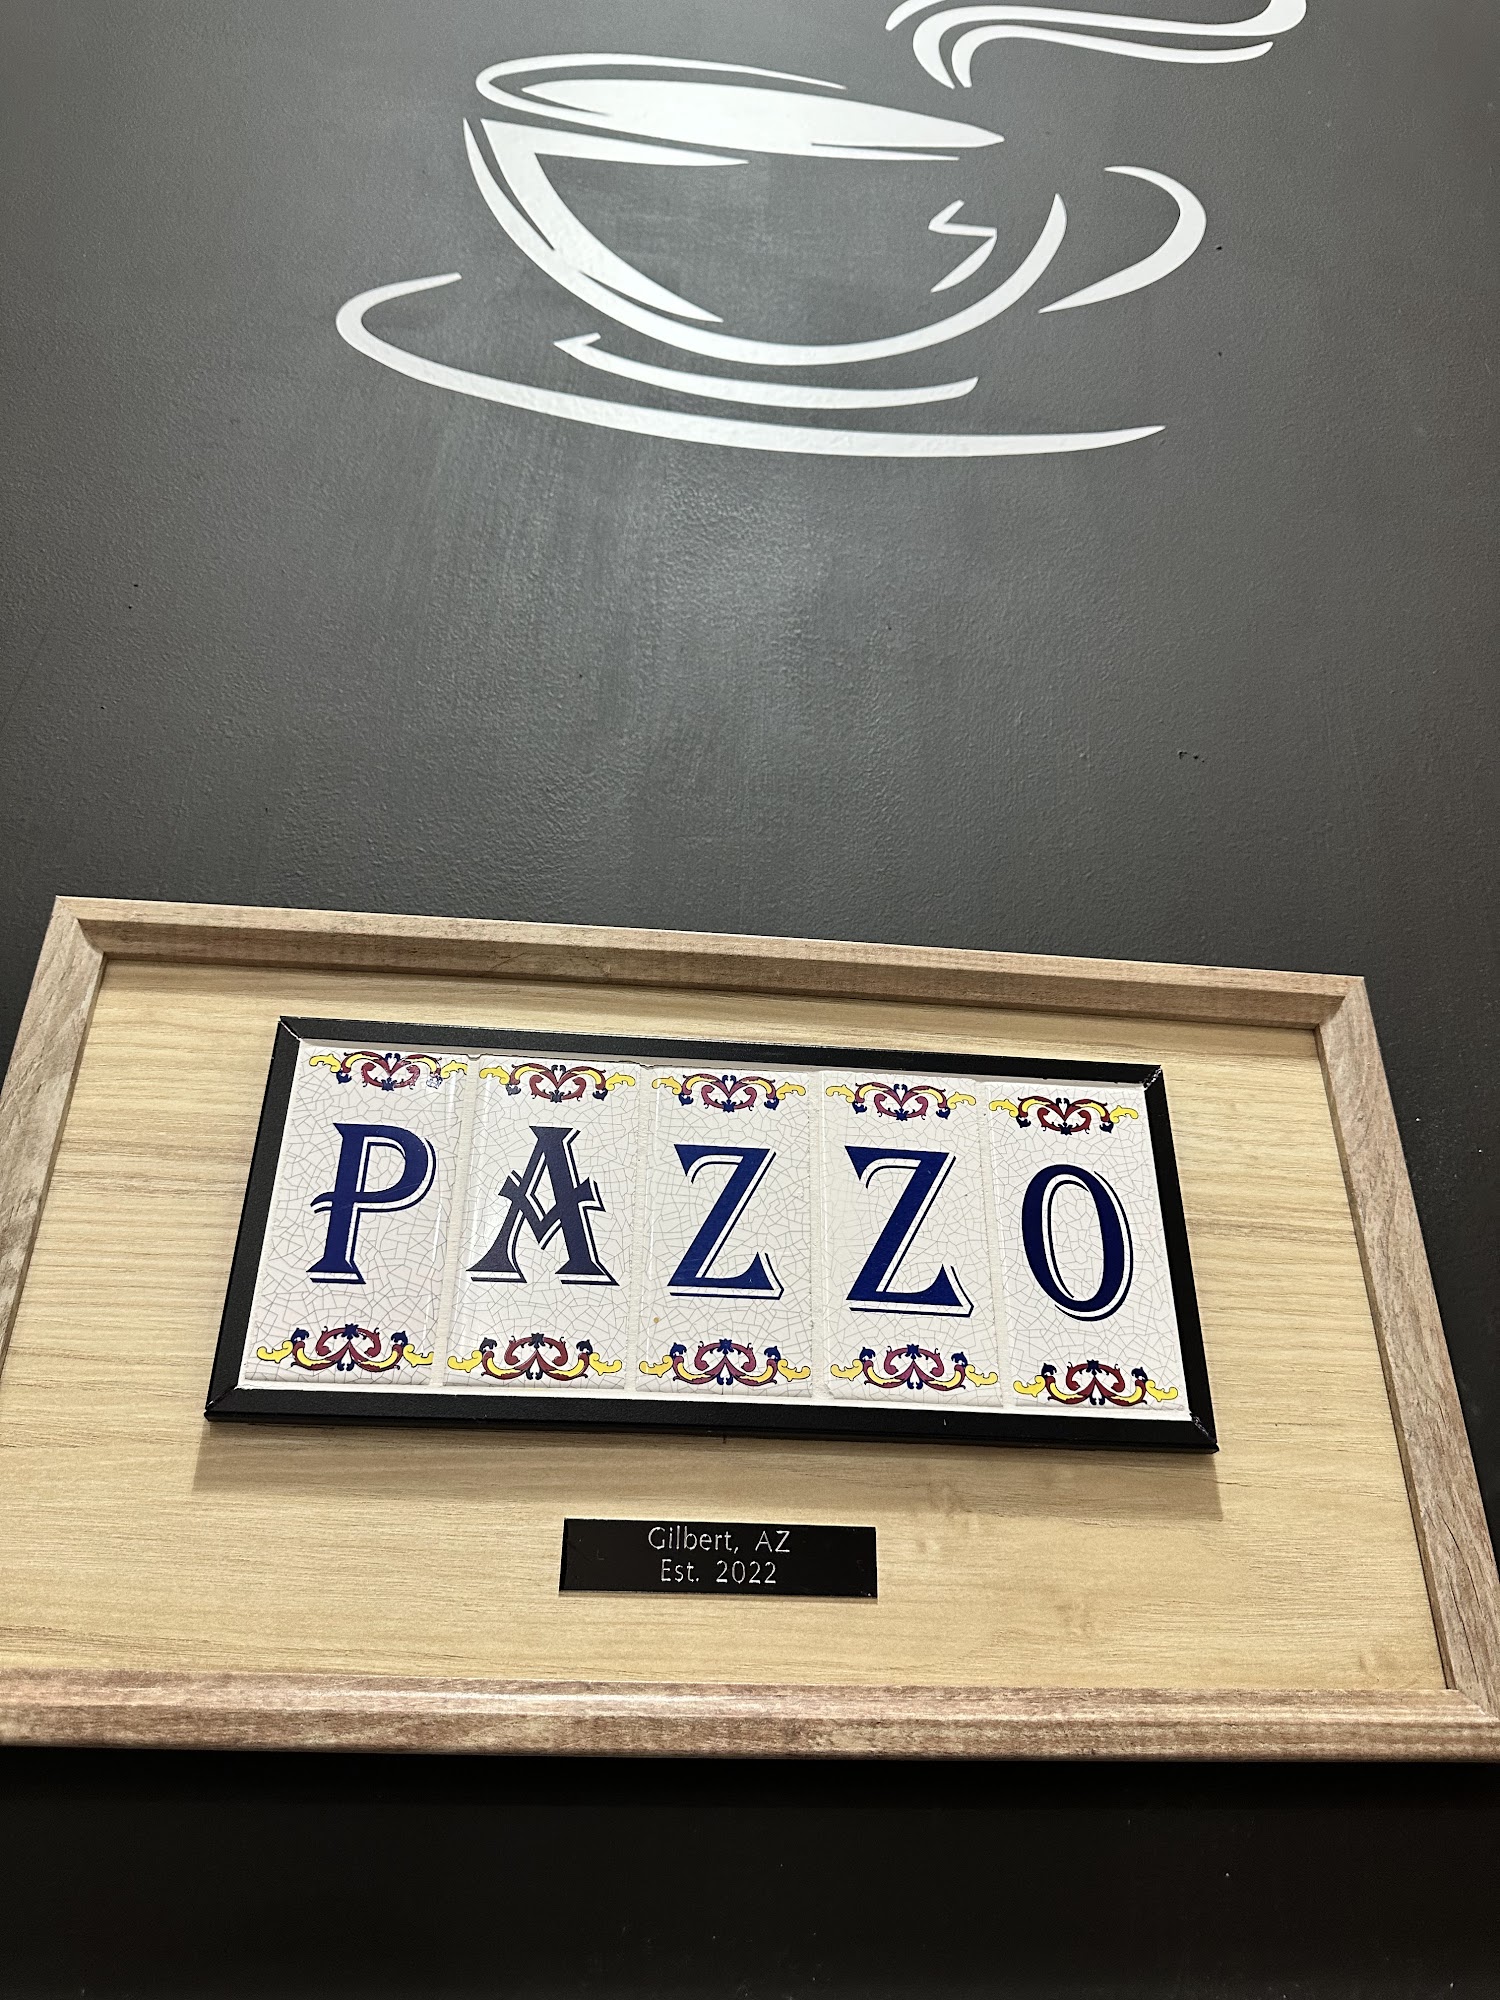 PAZZO
Gilbert, AZ
Est. 2022